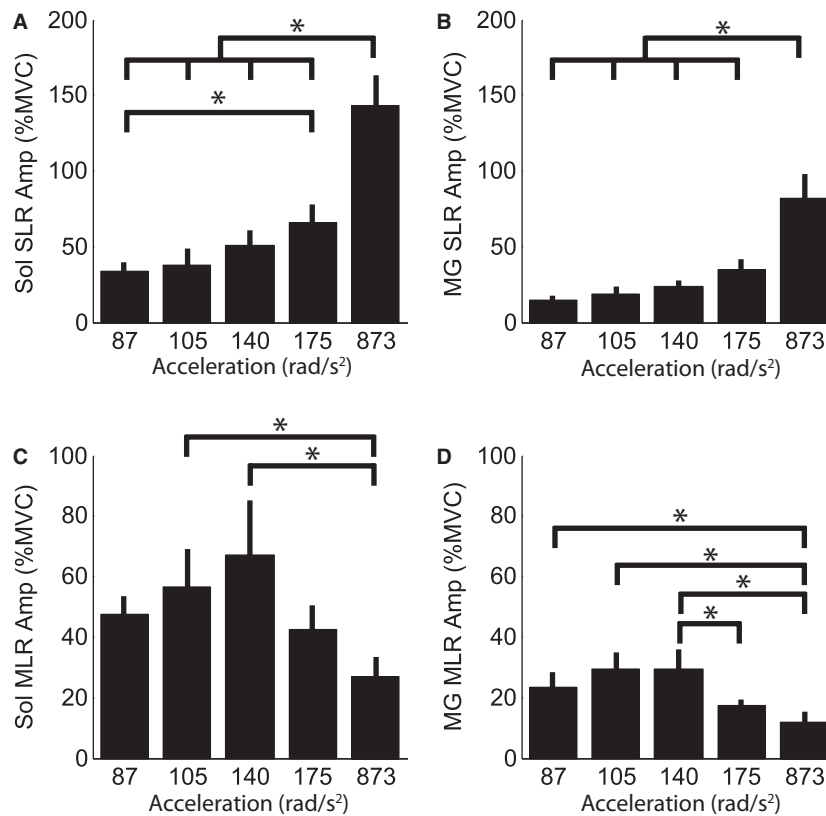 A
Sol SLR Amp (%MVC)
200
150
100
50
0
*
*
87 105 140 175 873
Acceleration (rad/s²)
B
MG SLR Amp (%MVC)
200
150
100
50
0
*
87 105 140 175 873
Acceleration (rad/s²)
C
Sol MLR Amp (%MVC)
100
80
60
40
20
0
*
*
87 105 140 175 873
Acceleration (rad/s²)
D
MG MLR Amp (%MVC)
100
80
60
40
20
0
*
*
*
*
87 105 140 175 873
Acceleration (rad/s²)